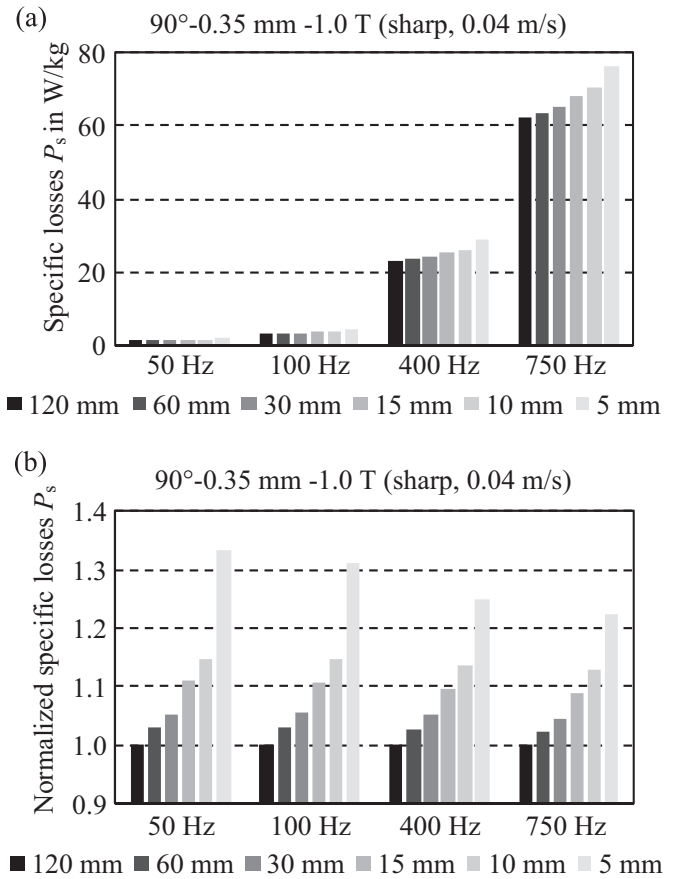 (a)
90°-0.35 mm -1.0 T (sharp, 0.04 m/s)
Specific losses Ps in W/kg
80
60
40
20
0
50 Hz 100 Hz 400 Hz 750 Hz
120 mm 60 mm 30 mm 15 mm 10 mm 5 mm
(b)
90°-0.35 mm -1.0 T (sharp, 0.04 m/s)
Normalized specific losses Ps
1.4
1.3
1.2
1.1
1.0
0.9
50 Hz 100 Hz 400 Hz 750 Hz
120 mm 60 mm 30 mm 15 mm 10 mm 5 mm